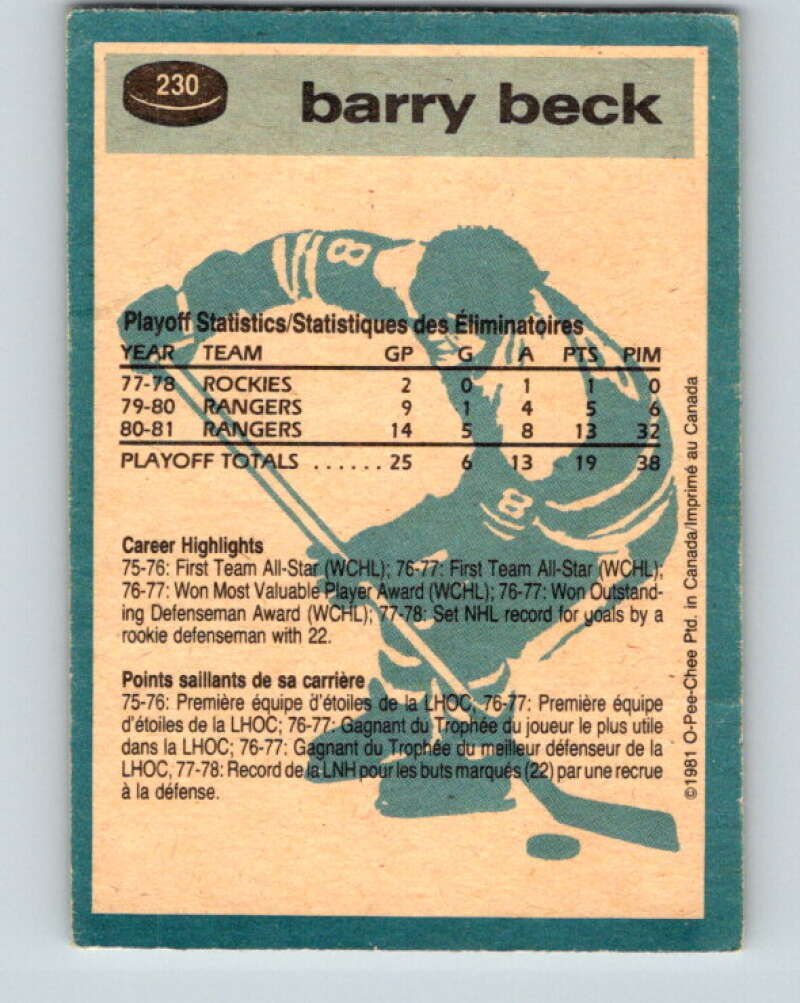 230
barry beck
8
Playoff Statistics/Statistiques des Éliminatoires
YEAR TEAM GP G A PTS PIM
77-78 ROCKIES 2 0 1 1 0
79-80 RANGERS 9 1 4 5 6
80-81 RANGERS 14 5 8 13 32
PLAYOFF TOTALS ...... 25 6 13 19 38
8
Career Highlights
75-76: First Team All-Star (WCHL); 76-77: First Team All-Star (WCHL);
76-77: Won Most Valuable Player Award (WCHL); 76-77: Won Outstand-
ing Defenseman Award (WCHL); 77-78: Set NHL record for goals by a
rookie defenseman with 22.
Points saillants de sa carrière
75-76: Première équipe d'étoiles de la LHOC, 76-77: Première équipe
d'étoiles de la LHOC; 76-77: Gagnant du Trophée du joueur le plus utile
dans la LHOC; 76-77: Gagnant du Trophée du meilleur défenseur de la
LHOC, 77-78: Record de la LNH pour les buts marqués (22) par une recrue
à la défense.
©1981 O-Pee-Chee Ptd. in Canada/Imprimé au Canada